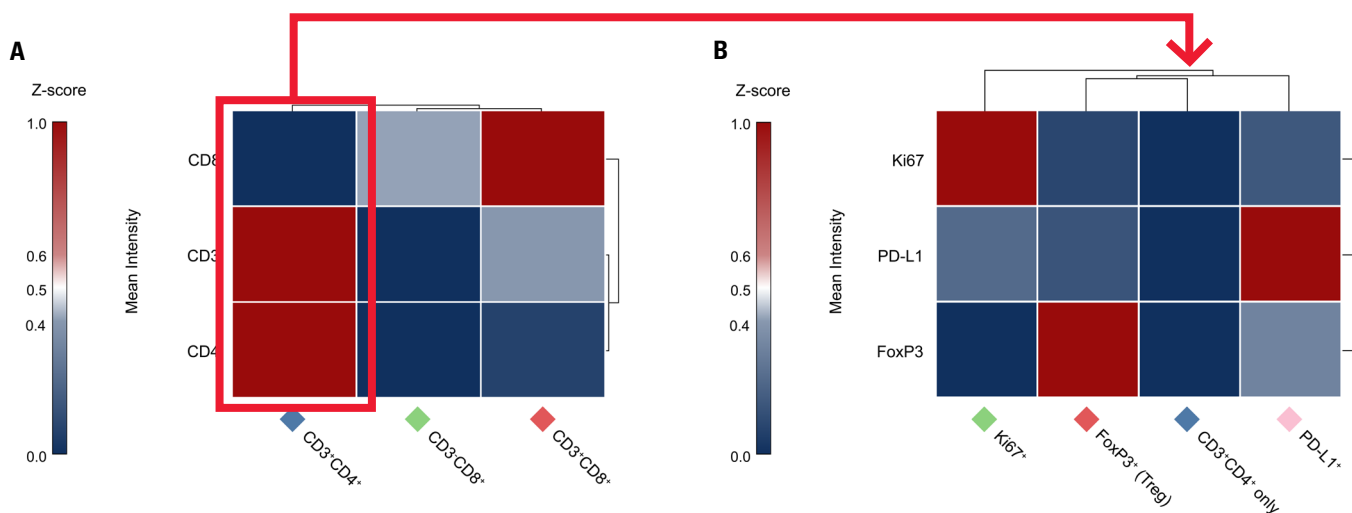 A
Z-score
1.0
0.6
0.5
0.4
0.0
Mean Intensity
CD8
CD3
CD4
CD3⁺CD4⁺
CD3⁻CD8⁺
CD3⁺CD8⁺
B
Z-score
1.0
0.6
0.5
0.4
0.0
Mean Intensity
Ki67
PD-L1
FoxP3
Ki67⁺
FoxP3⁺ (Treg)
CD3⁺CD4⁺ only
PD-L1⁺